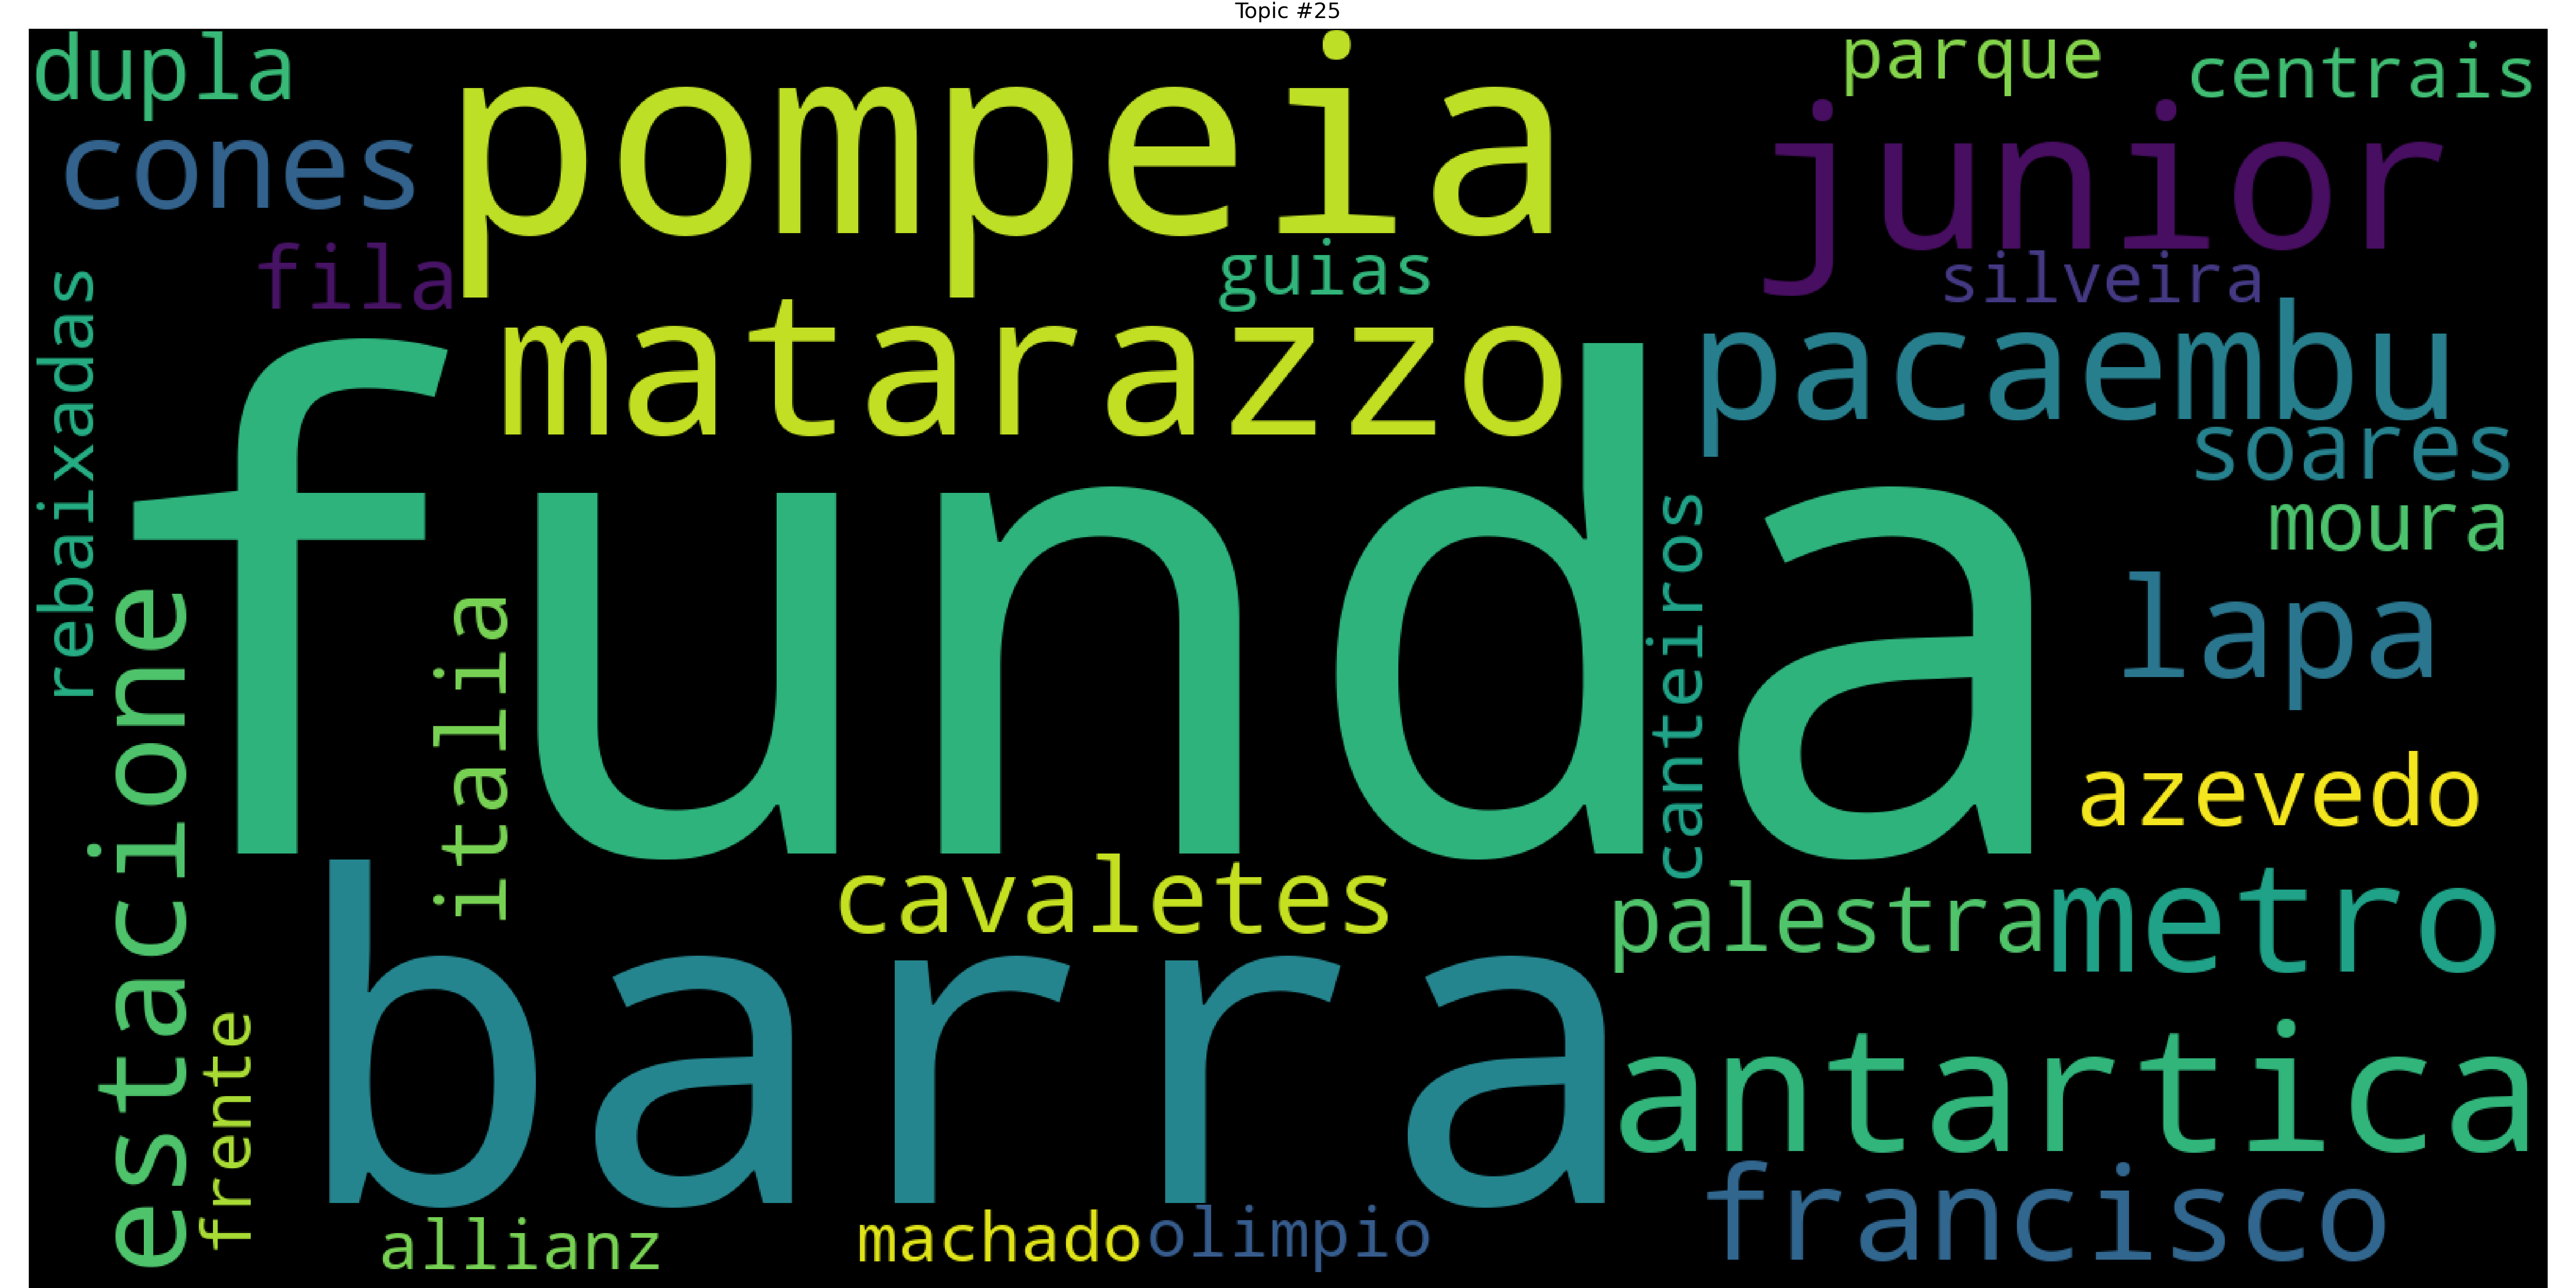 Topic #25
dupla
pompeia
parque
centrais
cones
junior
fila
guias
silveira
rebaixadas
matarazzo
pacaembu
soares
funda
canteiros
moura
lapa
estacione
italia
azevedo
cavaletes
palestra
metro
barra
frente
antartica
francisco
allianz
machado
olimpio